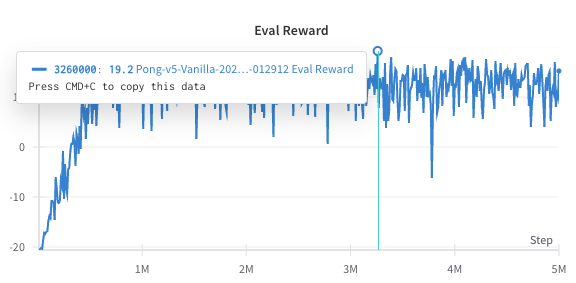 Eval Reward
3260000: 19.2 Pong-v5-Vanilla-202...-012912 Eval Reward
Press CMD+C to copy this data
0
-10
-20
Step
1M
2M
3M
4M
5M